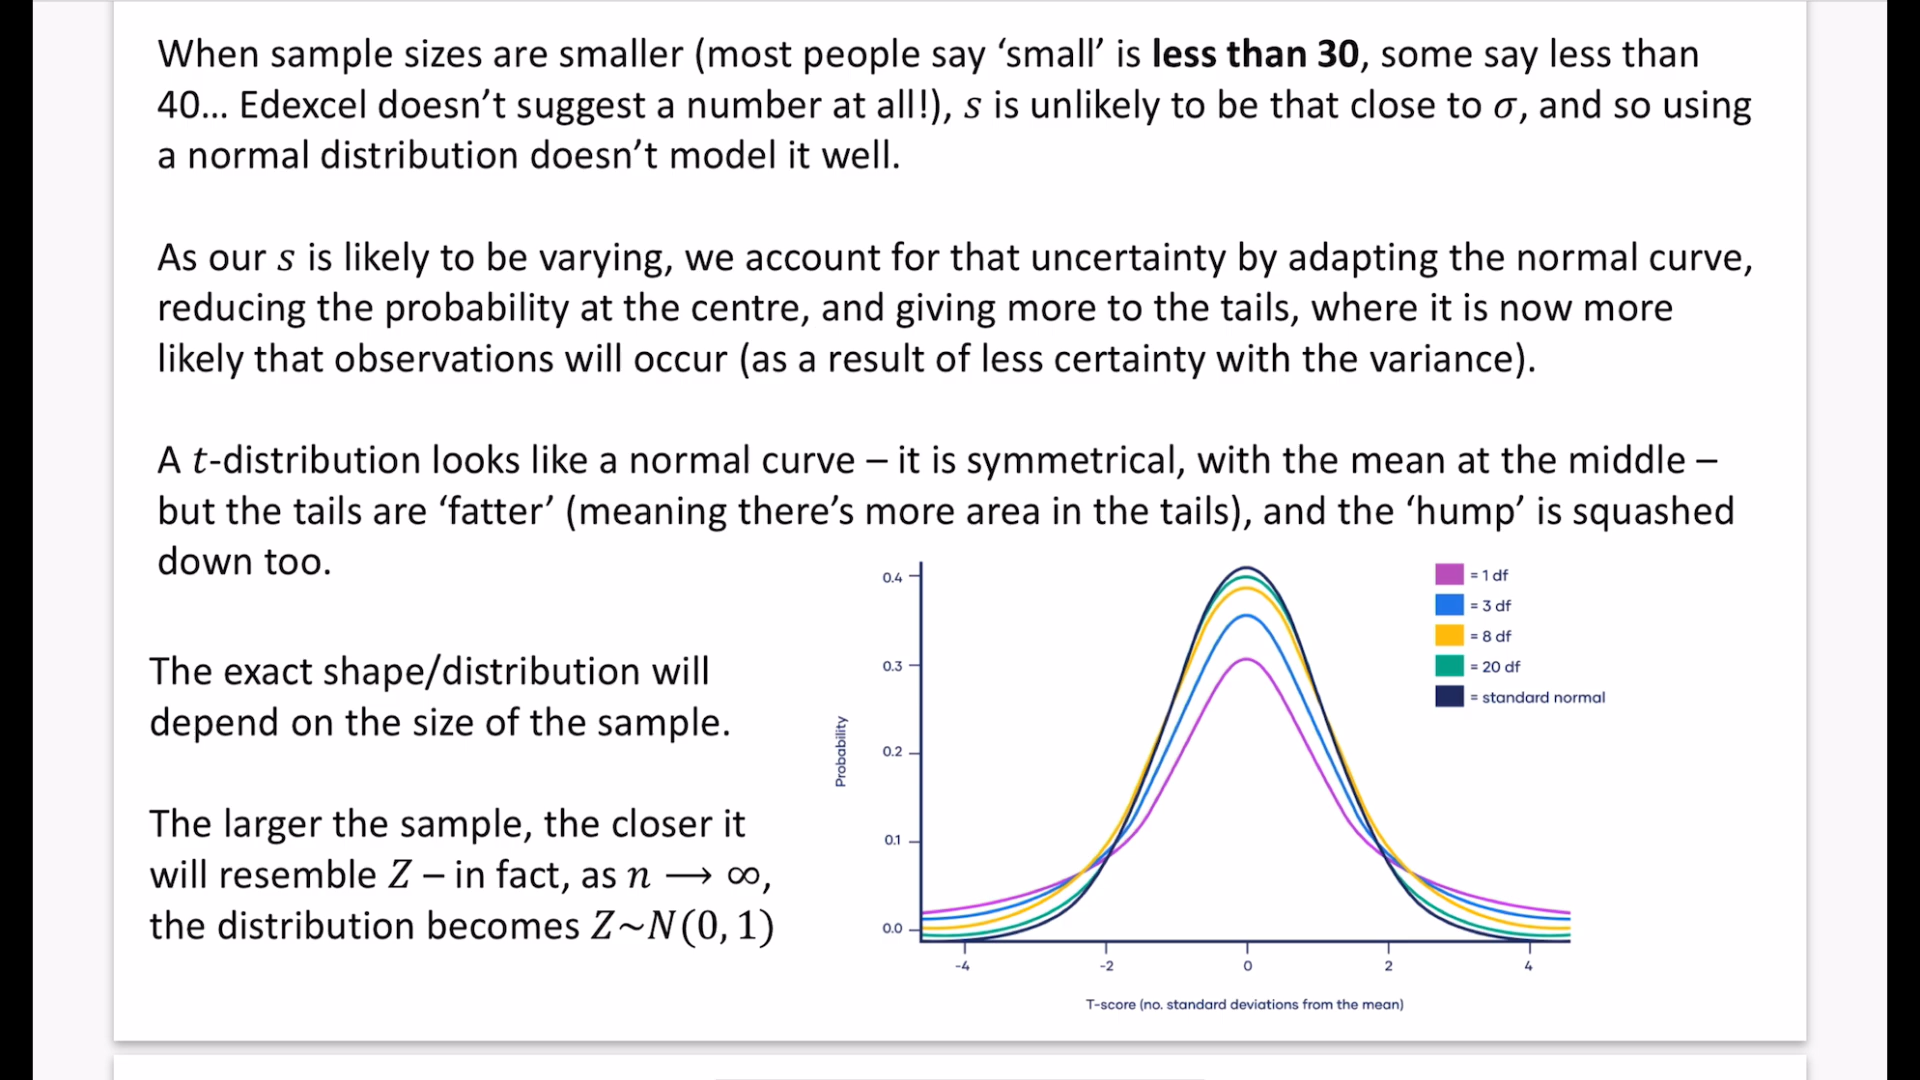 When sample sizes are smaller (most people say ‘small’ is less than 30, some say less than
40... Edexcel doesn’t suggest a number at all!), s is unlikely to be that close to σ, and so using
a normal distribution doesn’t model it well.
As our s is likely to be varying, we account for that uncertainty by adapting the normal curve,
reducing the probability at the centre, and giving more to the tails, where it is now more
likely that observations will occur (as a result of less certainty with the variance).
A t-distribution looks like a normal curve – it is symmetrical, with the mean at the middle –
but the tails are ‘fatter’ (meaning there’s more area in the tails), and the ‘hump’ is squashed
down too.
The exact shape/distribution will
depend on the size of the sample.
The larger the sample, the closer it
will resemble Z – in fact, as n ⟶ ∞,
the distribution becomes Z~N(0, 1)
Probability
0.4
0.3
0.2
0.1
0.0
-4
-2
0
2
4
T-score (no. standard deviations from the mean)
= 1 df
= 3 df
= 8 df
= 20 df
= standard normal